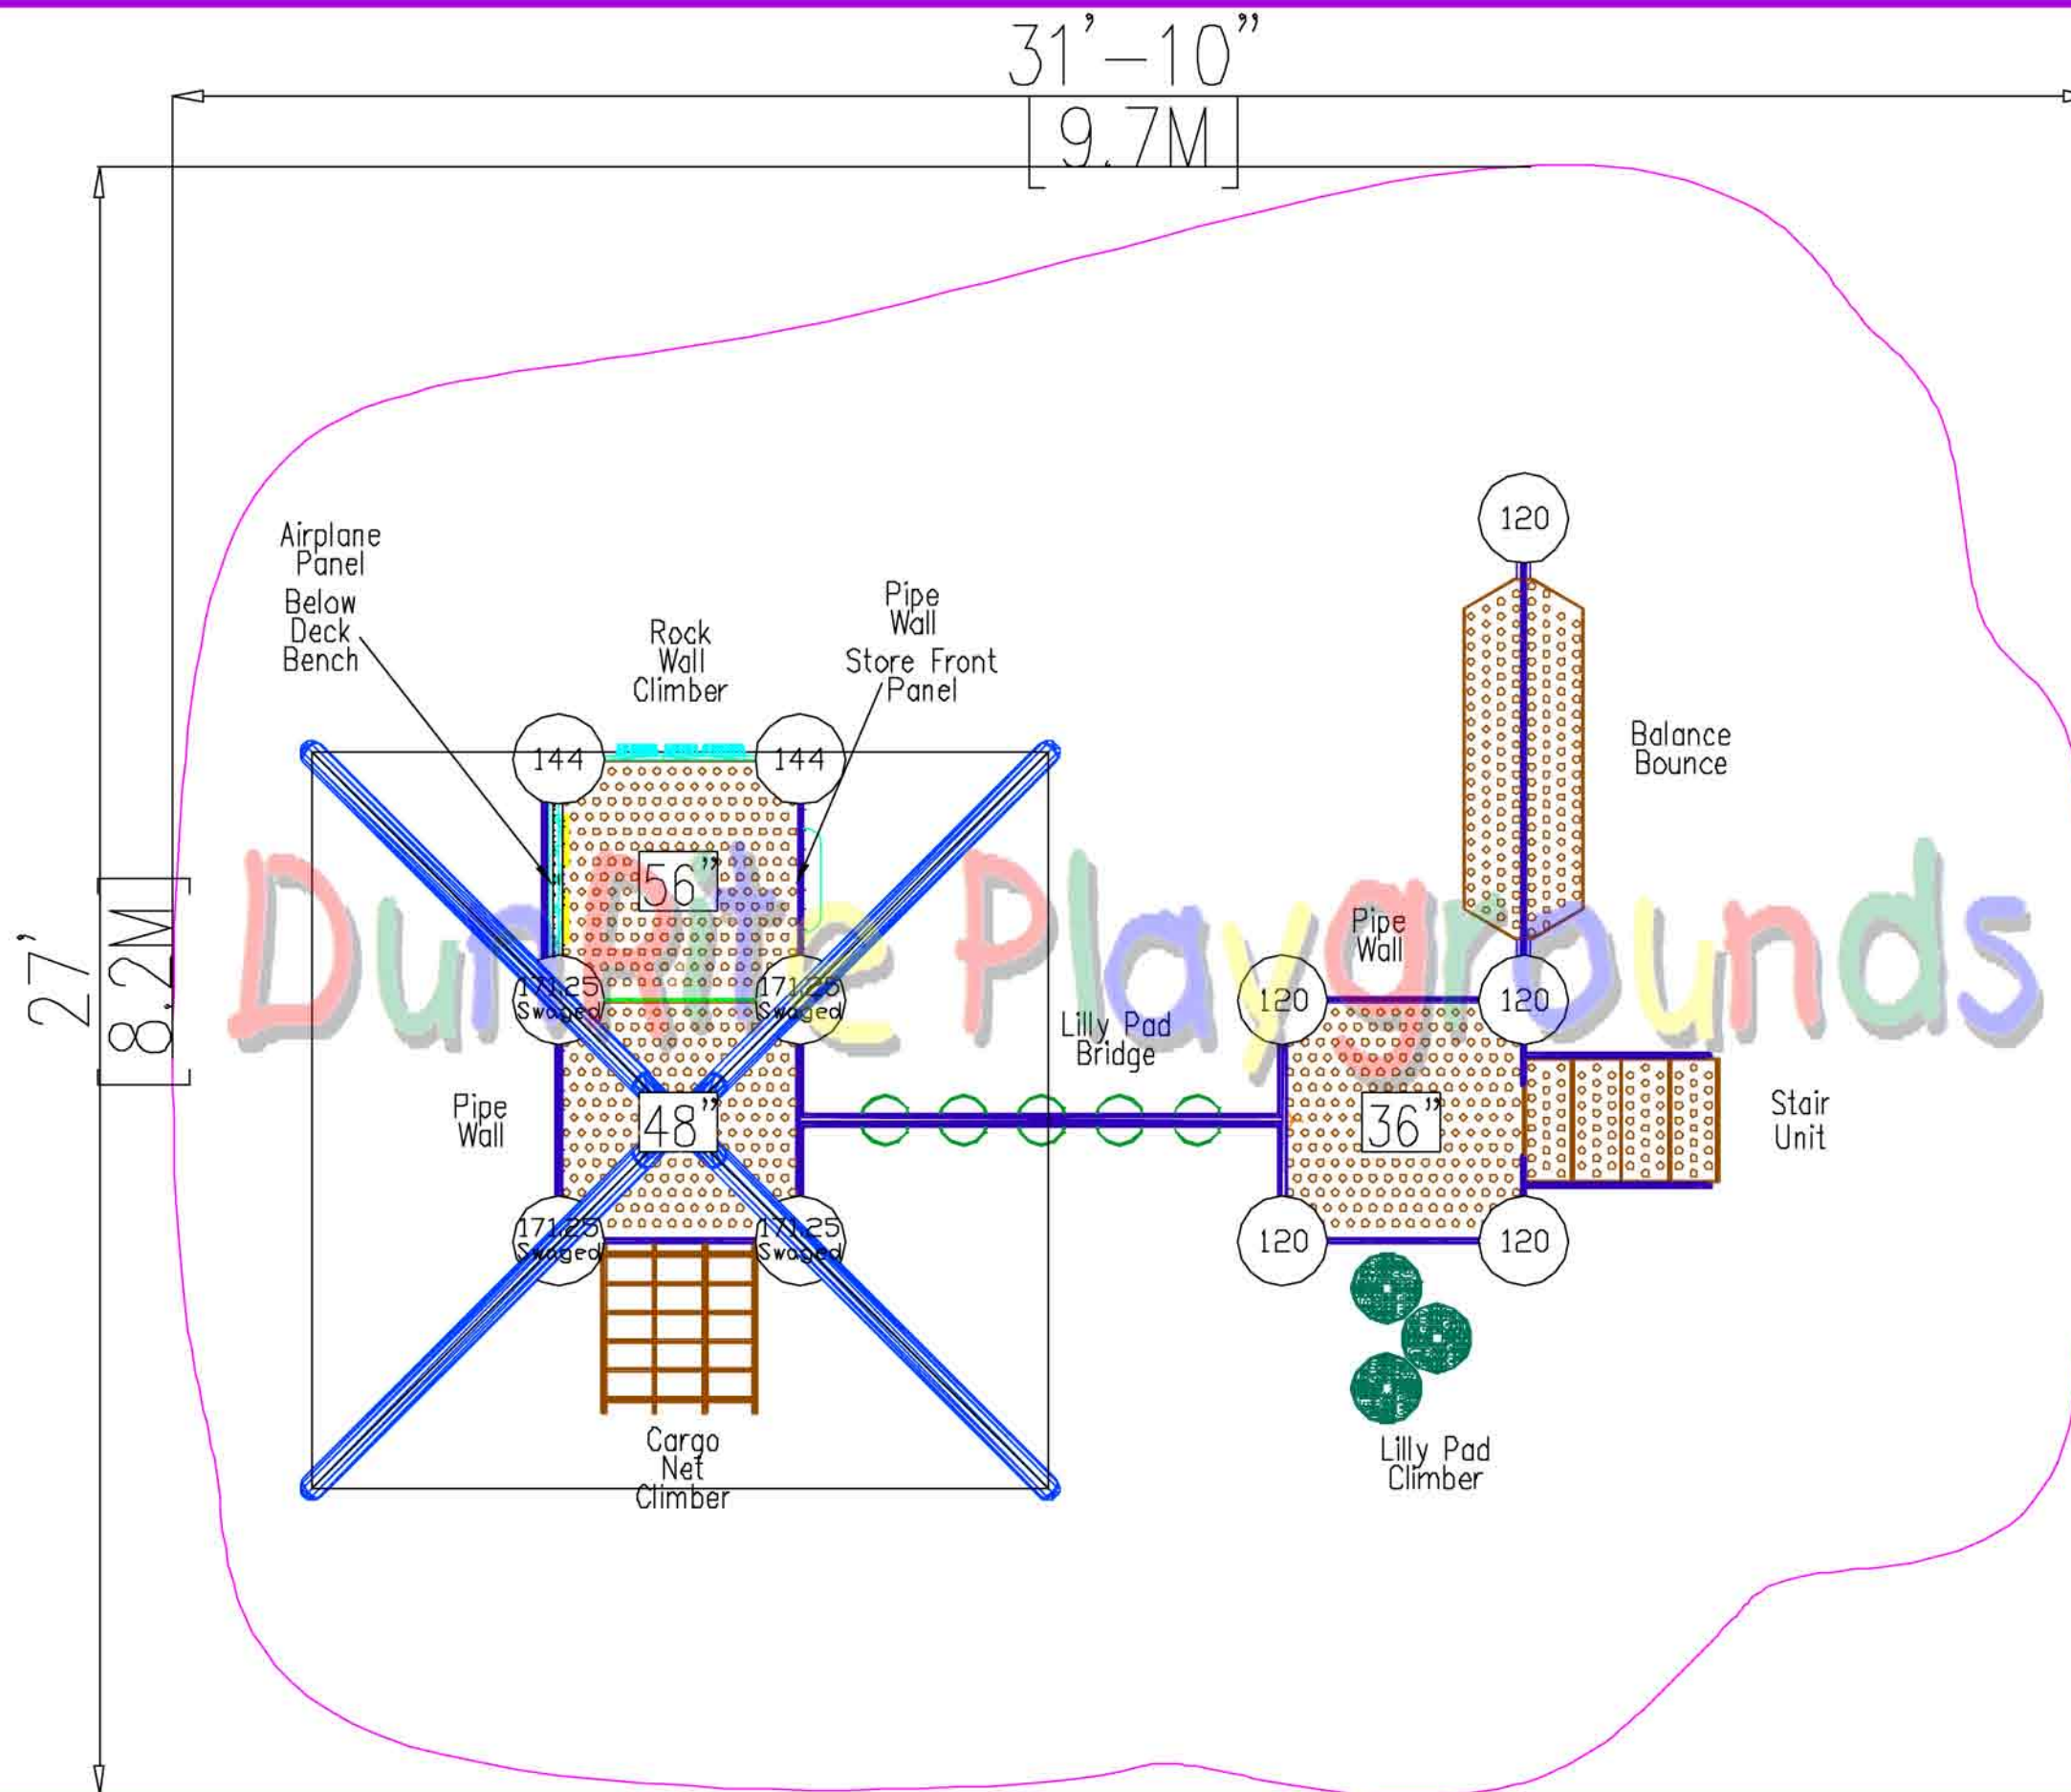 31'-10"
[9.7M]
27'
[8.2M]
Airplane
Panel
Below
Deck
Bench
Rock
Wall
Climber
Pipe
Wall
Store Front
Panel
120
Balance
Bounce
144
144
56"
DunRite Playgrounds
Pipe
Wall
171.25
Swaged
171.25
Swaged
120
120
Lilly Pad
Bridge
Pipe
Wall
48"
36"
Stair
Unit
171.25
Swaged
171.25
Swaged
120
120
Cargo
Net
Climber
Lilly Pad
Climber